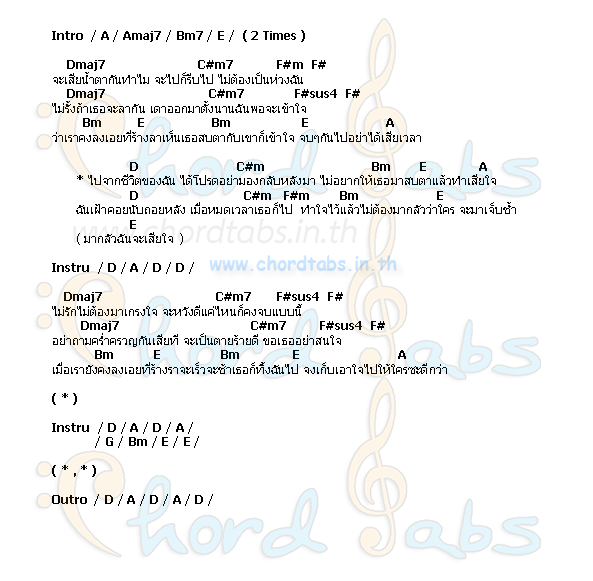 Intro / A / Amaj7 / Bm7 / E / ( 2 Times )
Dmaj7 C#m7 F#m F#
จะเสียน้ำตากันทำไม จะไปก็รีบไป ไม่ต้องเป็นห่วงฉัน
Dmaj7 C#m7 F#sus4 F#
ไม่รั้งถ้าเธอจะลากัน เดาออกมาตั้งนานฉันพอจะเข้าใจ
Bm E Bm E A
ว่าเราคงลงเอยที่ร้างลาเห็นเธอสบตากับเขาก็เข้าใจ จบๆกันไปอย่าได้เสียเวลา
D C#m Bm E A
* ไปจากชีวิตของฉัน ได้โปรดอย่ามองกลับหลังมา ไม่อยากให้เธอมาสบตาแล้วทำเสียใจ
D C#m F#m Bm E
ฉันเฝ้าคอยนับถอยหลัง เมื่อหมดเวลาเธอก็ไป ทำใจไว้แล้วไม่ต้องมากลัวว่าใคร จะมาเจ็บช้ำ
E
( มากลัวฉันจะเสียใจ )
www.chordtabs.in.th
Instru / D / A / D / D /
Dmaj7 C#m7 F#sus4 F#
ไม่รักไม่ต้องมาเกรงใจ จะหวังดีแค่ไหนก็คงจบแบบนี้
Dmaj7 C#m7 F#sus4 F#
อย่าถามคร่ำครวญกันเสียที จะเป็นตายร้ายดี ขอเธออย่าสนใจ
Bm E Bm E A
เมื่อเรายังคงลงเอยที่ร้างราจะเร็วจะช้าเธอก็ทิ้งฉันไป จงเก็บเอาใจไปให้ใครซะดีกว่า
( * )
Instru / D / A / D / A /
/ G / Bm / E / E /
( * , * )
Outro / D / A / D / A / D /
Chord Tabs